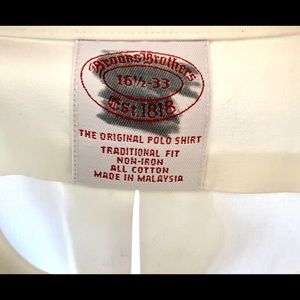 Brooks Brothers
16½-33
Est 1818
THE ORIGINAL POLO SHIRT
TRADITIONAL FIT
NON-IRON
ALL COTTON
MADE IN MALAYSIA